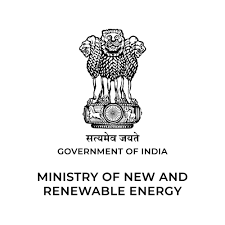 सत्यमेव जयते
GOVERNMENT OF INDIA
MINISTRY OF NEW AND
RENEWABLE ENERGY